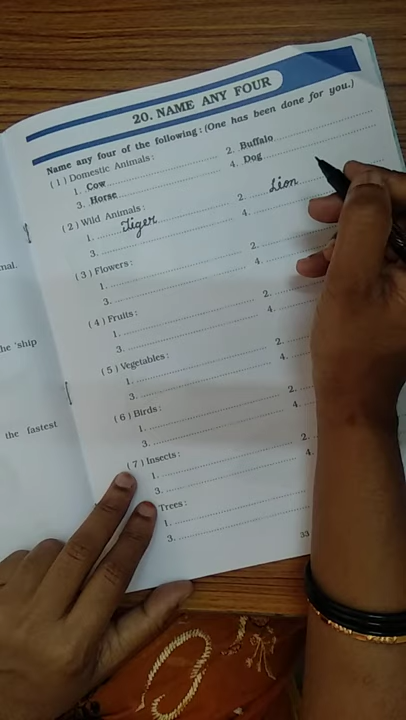 20. NAME ANY FOUR
Name any four of the following : (One has been done for you.)
( 1 ) Domestic Animals :
1. Cow 2. Buffalo
3. Horse 4. Dog
( 2 ) Wild Animals :
1. Tiger 2. Lion
3. 4.
( 3 ) Flowers :
1. 2.
3. 4.
( 4 ) Fruits :
1. 2.
3. 4.
( 5 ) Vegetables :
1. 2.
3. 4.
( 6 ) Birds :
1. 2.
3. 4.
( 7 ) Insects :
1. 2.
3. 4.
Trees :
1.
3.
33
nal.
he 'ship
the fastest